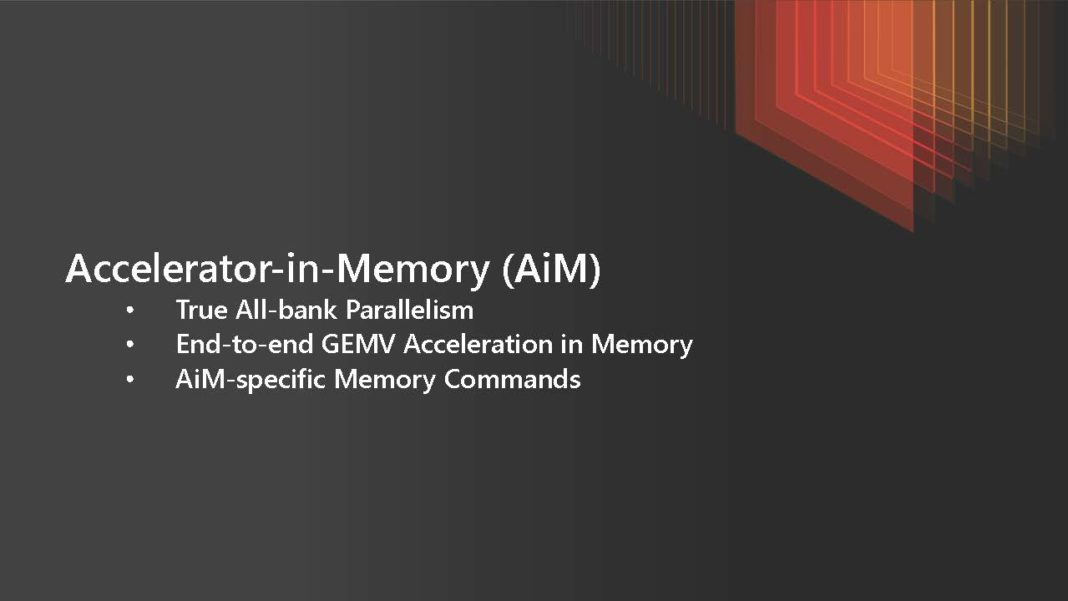 Accelerator-in-Memory (AiM)
• True All-bank Parallelism
• End-to-end GEMV Acceleration in Memory
• AiM-specific Memory Commands